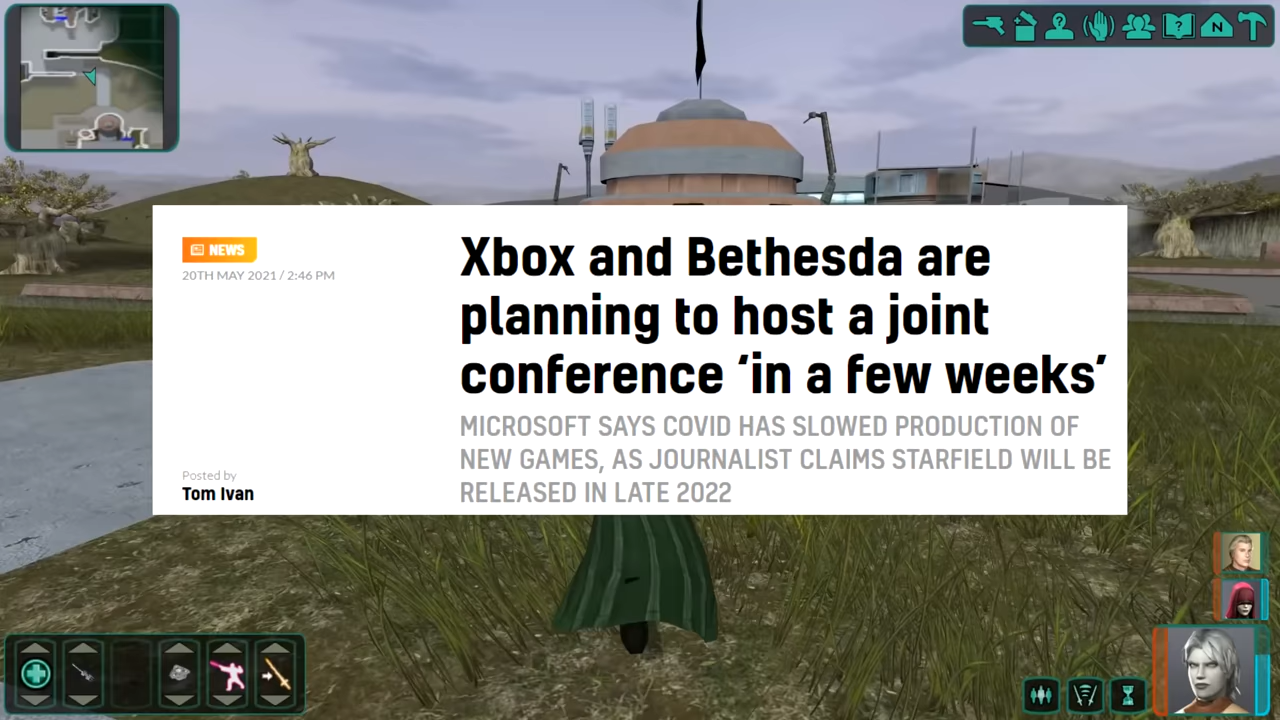 NEWS
20TH MAY 2021 / 2:46 PM
Xbox and Bethesda are
planning to host a joint
conference ‘in a few weeks’
MICROSOFT SAYS COVID HAS SLOWED PRODUCTION OF
NEW GAMES, AS JOURNALIST CLAIMS STARFIELD WILL BE
RELEASED IN LATE 2022
Posted by
Tom Ivan
N